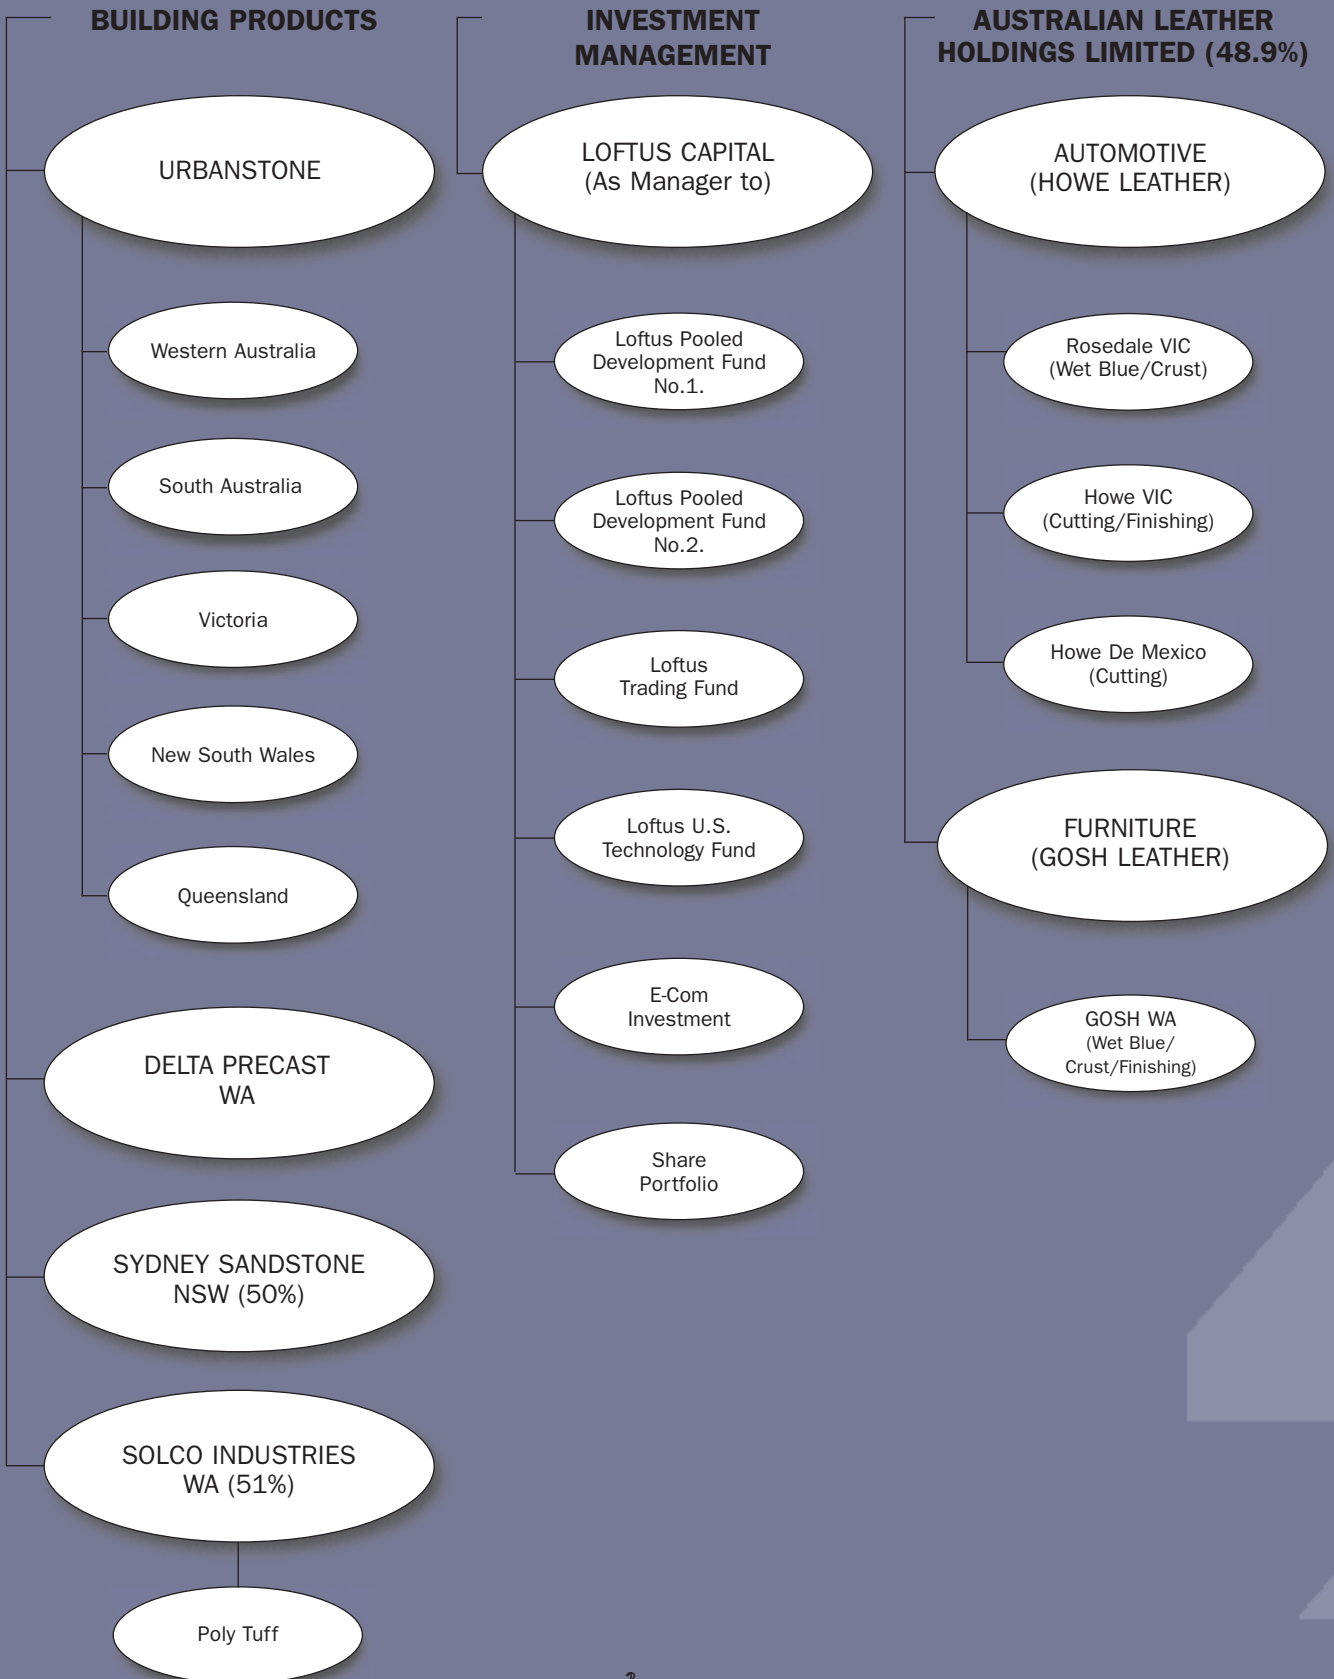 BUILDING PRODUCTS
URBANSTONE
Western Australia
South Australia
Victoria
New South Wales
Queensland
DELTA PRECAST
WA
SYDNEY SANDSTONE
NSW (50%)
SOLCO INDUSTRIES
WA (51%)
Poly Tuff
INVESTMENT
MANAGEMENT
LOFTUS CAPITAL
(As Manager to)
Loftus Pooled
Development Fund
No.1.
Loftus Pooled
Development Fund
No.2.
Loftus
Trading Fund
Loftus U.S.
Technology Fund
E-Com
Investment
Share
Portfolio
AUSTRALIAN LEATHER
HOLDINGS LIMITED (48.9%)
AUTOMOTIVE
(HOWE LEATHER)
Rosedale VIC
(Wet Blue/Crust)
Howe VIC
(Cutting/Finishing)
Howe De Mexico
(Cutting)
FURNITURE
(GOSH LEATHER)
GOSH WA
(Wet Blue/
Crust/Finishing)